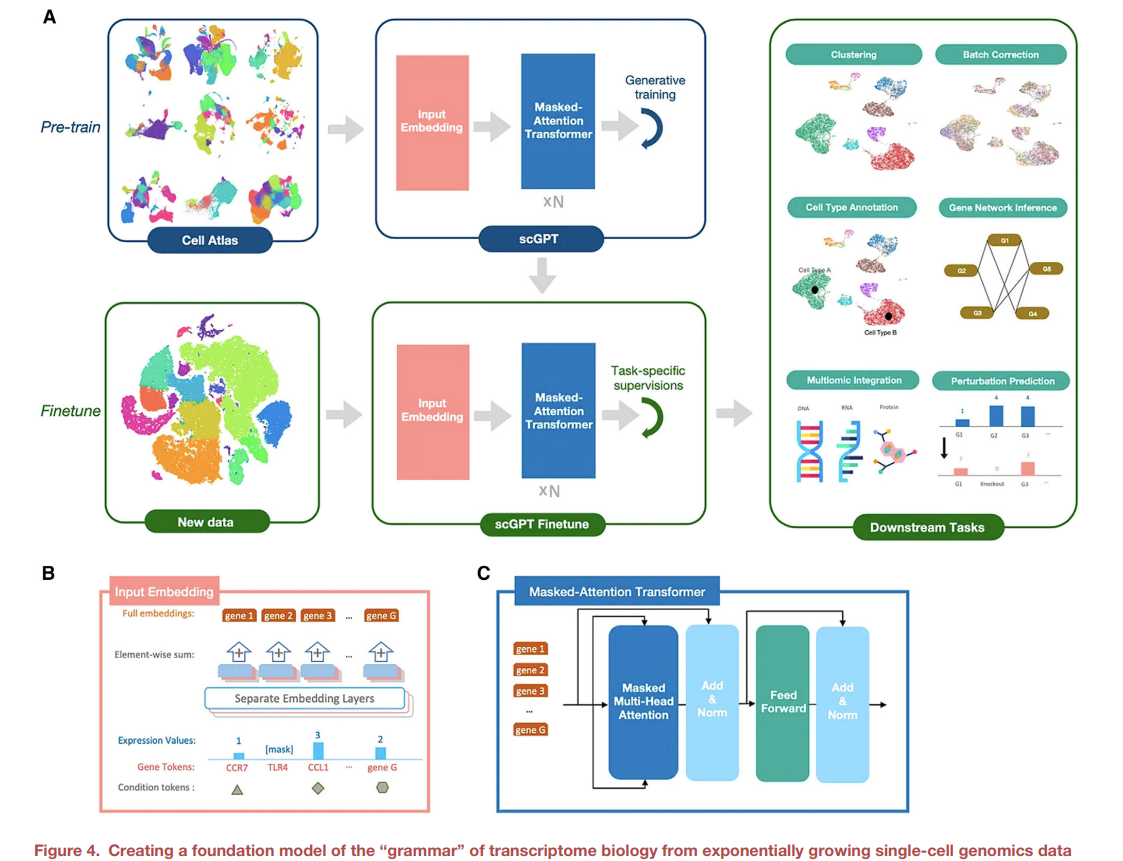 A
Pre-train
Cell Atlas
Input
Embedding
Masked-
Attention
Transformer
xN
Generative
training
scGPT
Finetune
New data
Input
Embedding
Masked-
Attention
Transformer
xN
Task-specific
supervisions
scGPT Finetune
Clustering
Batch Correction
Cell Type Annotation
Gene Network Inference
Cell Type A
Cell Type B
G1
G2
G5
G3
G4
Multiomic Integration
Perturbation Prediction
DNA
RNA
Protein
1
4
4
G1
G2
G3
...
?
0
?
G1
Knockout
G3
...
Downstream Tasks
B
Input Embedding
Full embeddings:
gene 1
gene 2
gene 3
...
gene G
Element-wise sum:
+
+
+
...
+
Separate Embedding Layers
Expression Values:
1
[mask]
3
2
Gene Tokens:
CCR7
TLR4
CCL1
...
gene G
Condition tokens :
C
Masked-Attention Transformer
gene 1
gene 2
gene 3
...
gene G
Masked
Multi-Head
Attention
Add
&
Norm
Feed
Forward
Add
&
Norm
Figure 4. Creating a foundation model of the “grammar” of transcriptome biology from exponentially growing single-cell genomics data